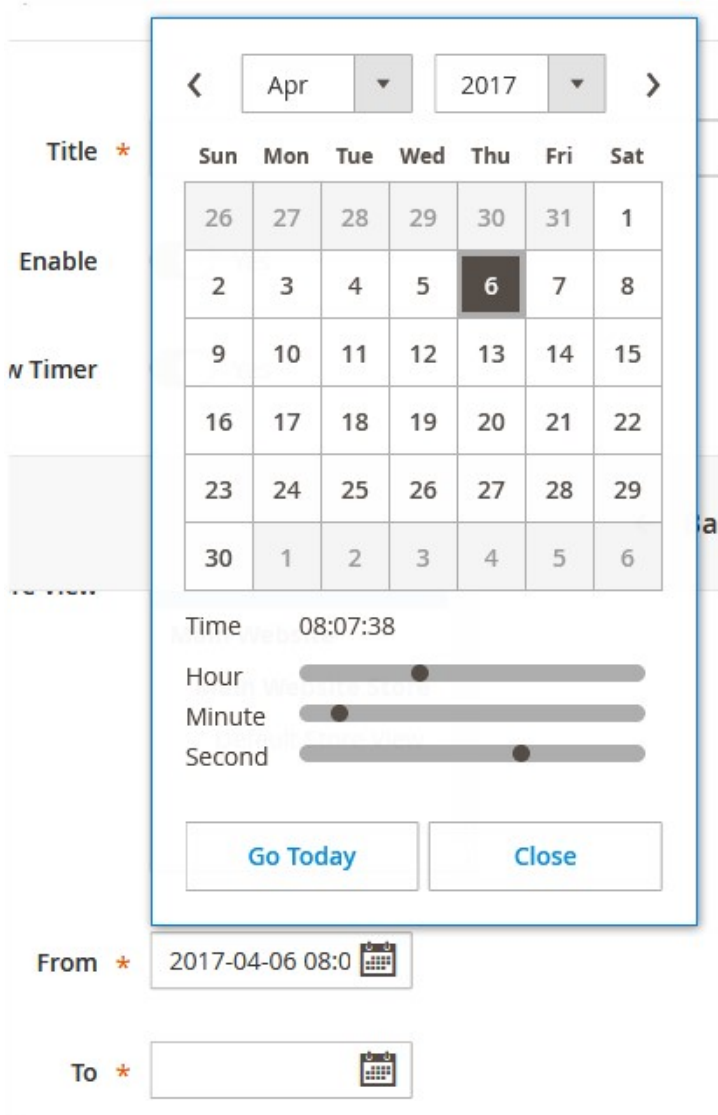 Apr 2017
Title *
Sun Mon Tue Wed Thu Fri Sat
26 27 28 29 30 31 1
Enable
2 3 4 5 6 7 8
9 10 11 12 13 14 15
w Timer
16 17 18 19 20 21 22
23 24 25 26 27 28 29
30 1 2 3 4 5 6
Time 08:07:38
Hour
Minute
Second
Go Today Close
From * 2017-04-06 08:0
To *